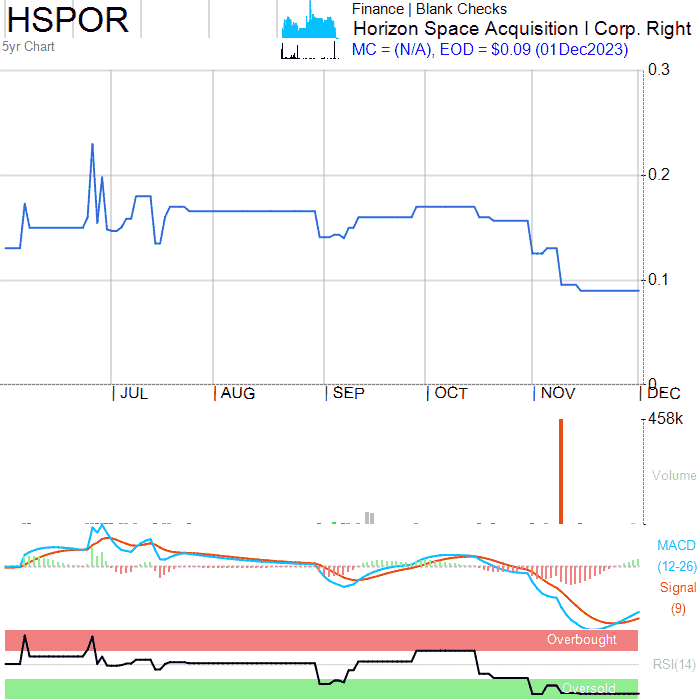 HSPOR
5yr Chart
Finance | Blank Checks
Horizon Space Acquisition I Corp. Right
MC = (N/A), EOD = $0.09 (01Dec2023)
0.3
0.2
0.1
0
JUL
AUG
SEP
OCT
NOV
DEC
458k
Volume
MACD
(12-26)
Signal
(9)
Overbought
RSI(14)
Oversold